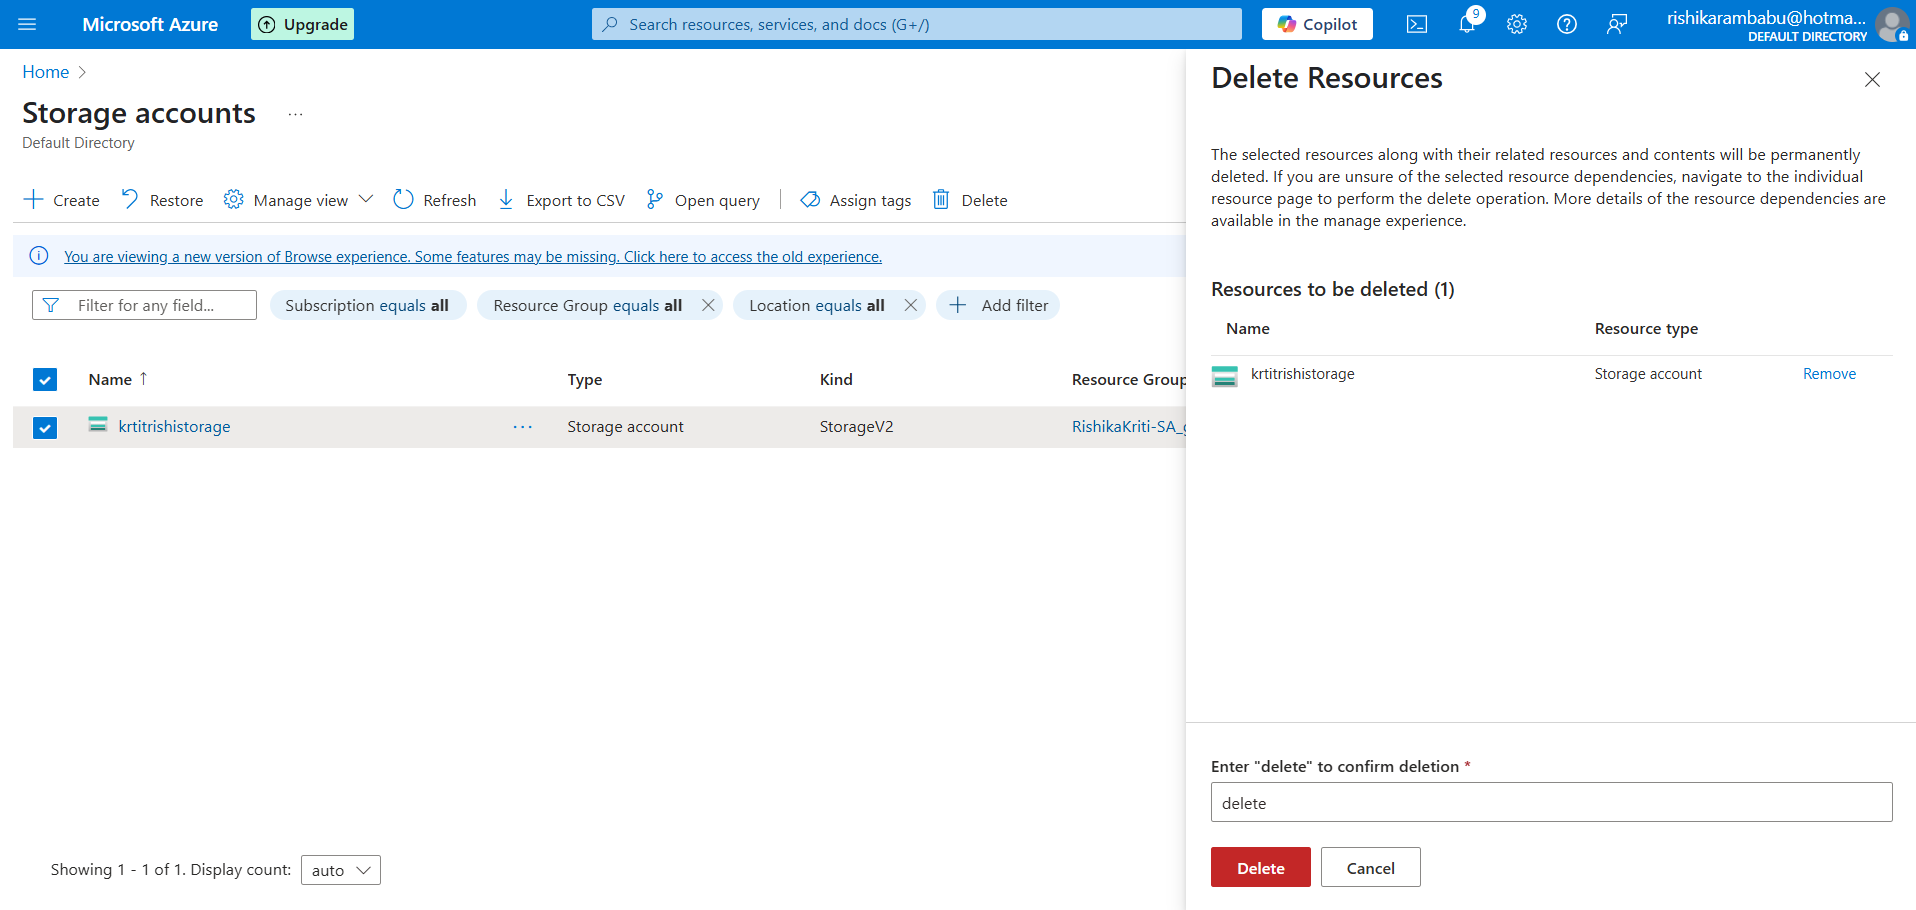 Microsoft Azure
Upgrade
Search resources, services, and docs (G+/)
Copilot
9
rishikarambabu@hotma...
DEFAULT DIRECTORY
Home
Storage accounts ...
Default Directory
Create Restore Manage view Refresh Export to CSV Open query Assign tags Delete
You are viewing a new version of Browse experience. Some features may be missing. Click here to access the old experience.
Filter for any field... Subscription equals all Resource Group equals all Location equals all Add filter
Name ↑ Type Kind Resource Group
krtitrishistorage ... Storage account StorageV2 RishikaKriti-SA_
Showing 1 - 1 of 1. Display count: auto
Delete Resources
The selected resources along with their related resources and contents will be permanently
deleted. If you are unsure of the selected resource dependencies, navigate to the individual
resource page to perform the delete operation. More details of the resource dependencies are
available in the manage experience.
Resources to be deleted (1)
Name Resource type
krtitrishistorage Storage account Remove
Enter "delete" to confirm deletion *
delete
Delete Cancel